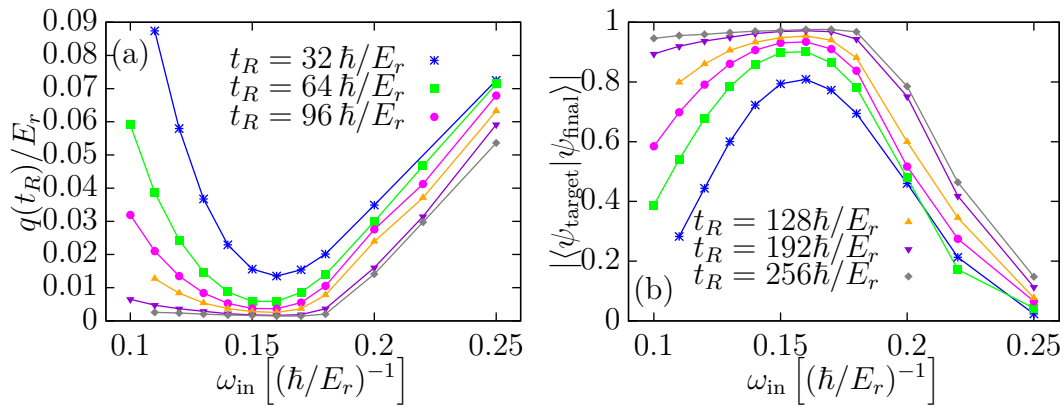 (a)
t_R = 32 ℏ/E_r
t_R = 64 ℏ/E_r
t_R = 96 ℏ/E_r
q(t_R)/E_r
0.09
0.08
0.07
0.06
0.05
0.04
0.03
0.02
0.01
0
0.1
0.15
0.2
0.25
ω_in [(ℏ/E_r)^{-1}]
|⟨ψ_target|ψ_final⟩|
1
0.8
0.6
0.4
0.2
0
t_R = 128ℏ/E_r
t_R = 192ℏ/E_r
t_R = 256ℏ/E_r
(b)
0.1
0.15
0.2
0.25
ω_in [(ℏ/E_r)^{-1}]